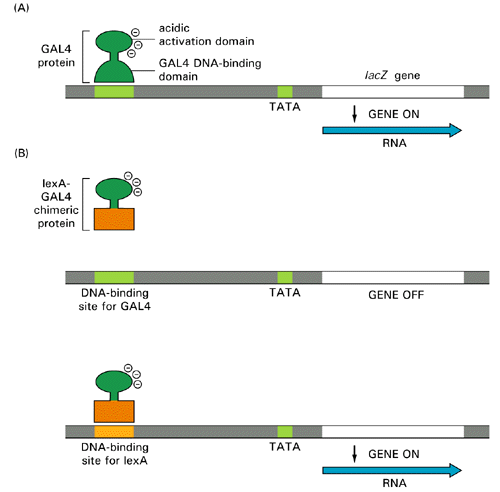 (A)
GAL4
protein
acidic
activation domain
GAL4 DNA-binding
domain
lacZ gene
TATA
GENE ON
RNA
(B)
lexA-
GAL4
chimeric
protein
DNA-binding
site for GAL4
TATA
GENE OFF
DNA-binding
site for lexA
TATA
GENE ON
RNA